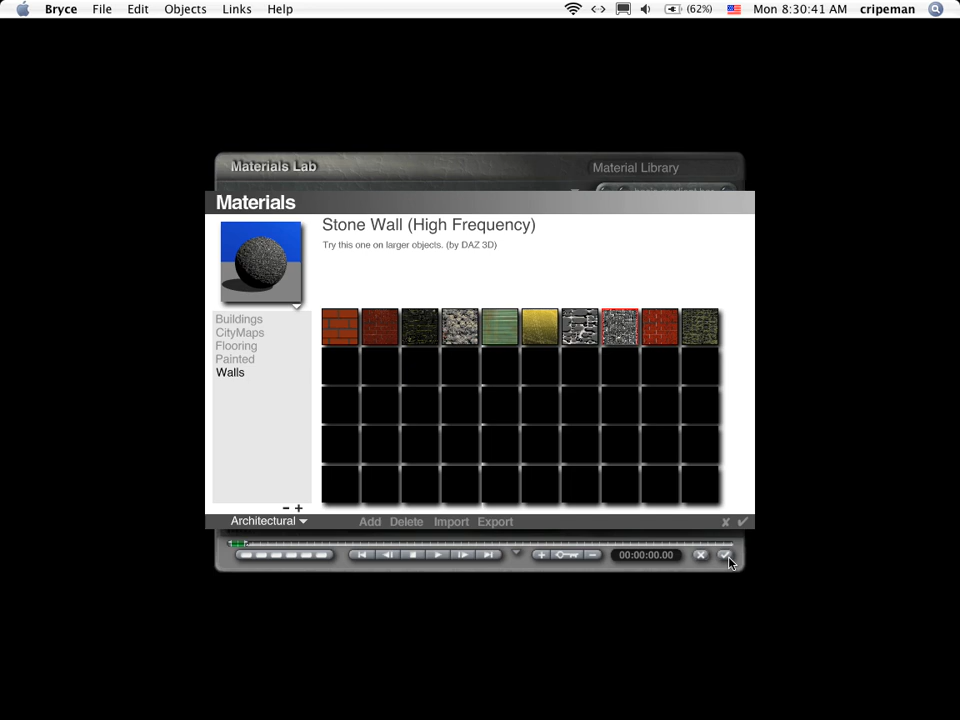 Bryce File Edit Objects Links Help (62%) Mon 8:30:41 AM cripeman
Materials Lab Material Library
Materials
Stone Wall (High Frequency)
Try this one on larger objects. (by DAZ 3D)
Buildings
CityMaps
Flooring
Painted
Walls
- +
Architectural Add Delete Import Export
00:00:00.00